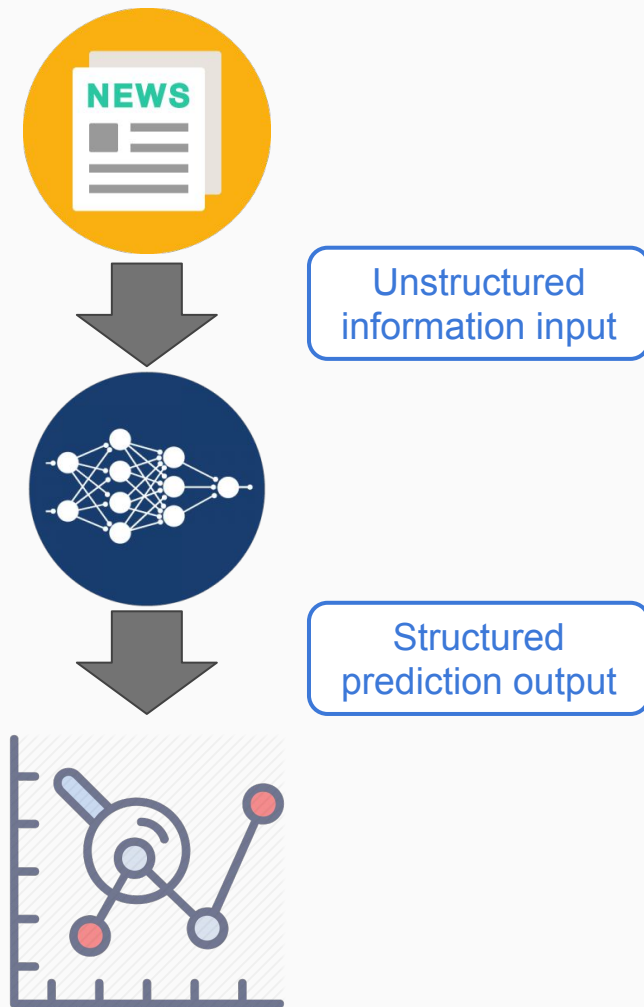 NEWS
Unstructured
information input
Structured
prediction output